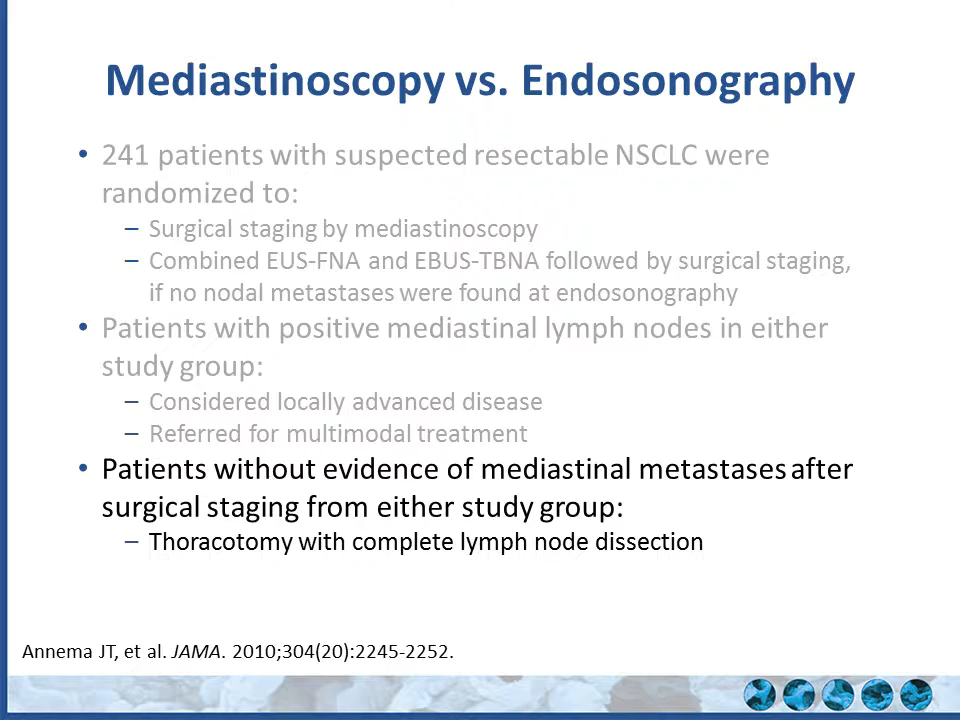 Mediastinoscopy vs. Endosonography
• 241 patients with suspected resectable NSCLC were
randomized to:
– Surgical staging by mediastinoscopy
– Combined EUS-FNA and EBUS-TBNA followed by surgical staging,
if no nodal metastases were found at endosonography
• Patients with positive mediastinal lymph nodes in either
study group:
– Considered locally advanced disease
– Referred for multimodal treatment
• Patients without evidence of mediastinal metastases after
surgical staging from either study group:
– Thoracotomy with complete lymph node dissection
Annema JT, et al. JAMA. 2010;304(20):2245-2252.